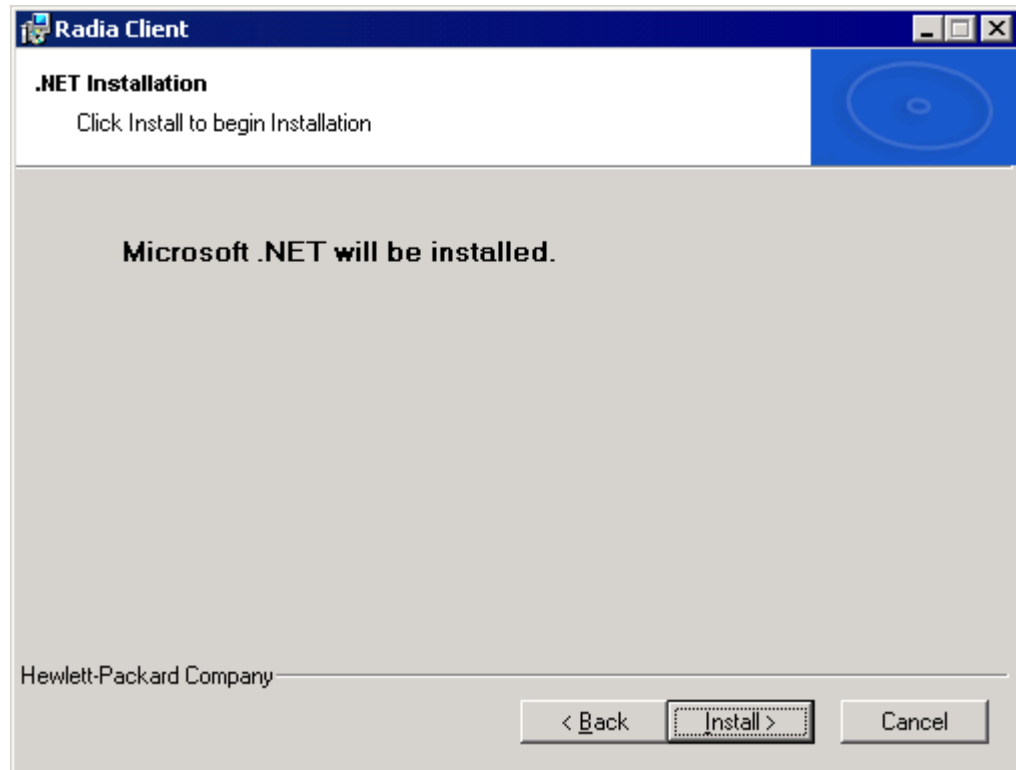 Radia Client
.NET Installation
Click Install to begin Installation
Microsoft .NET will be installed.
Hewlett-Packard Company
< Back
Install >
Cancel